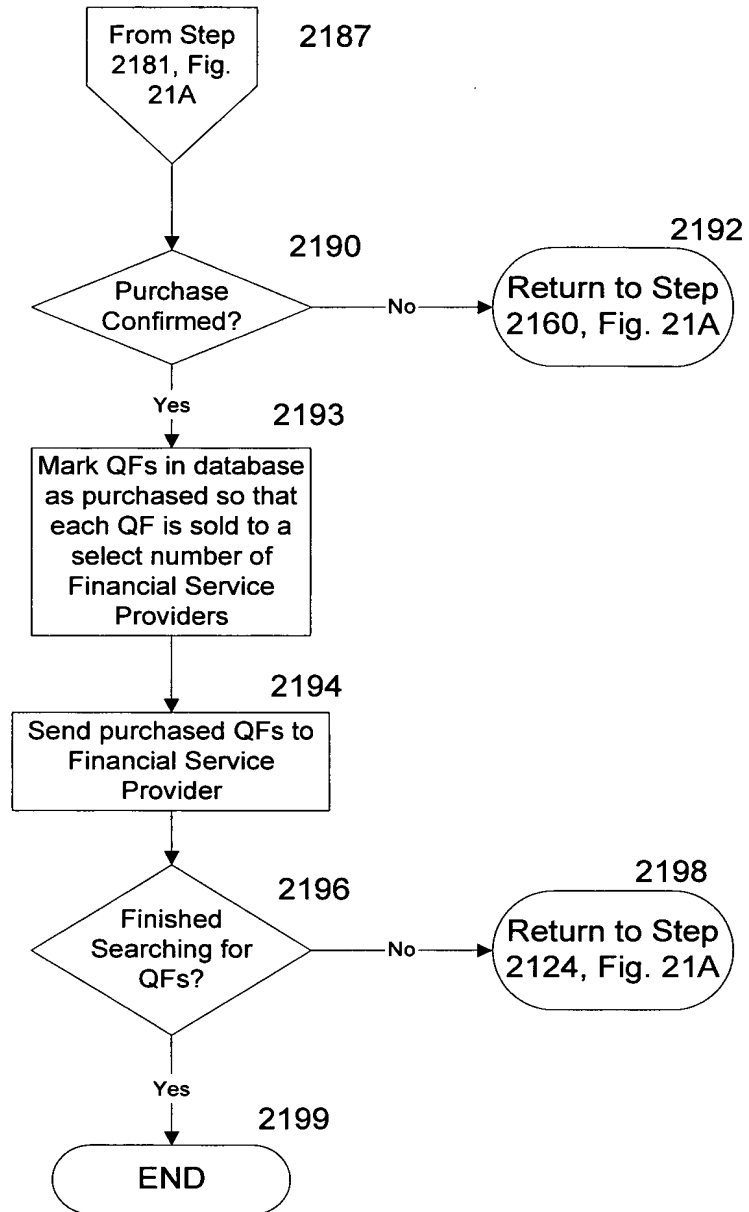 From Step
2181, Fig.
21A
2187
2190
Purchase
Confirmed?
No
2192
Return to Step
2160, Fig. 21A
Yes
2193
Mark QFs in database
as purchased so that
each QF is sold to a
select number of
Financial Service
Providers
2194
Send purchased QFs to
Financial Service
Provider
2196
Finished
Searching for
QFs?
No
2198
Return to Step
2124, Fig. 21A
Yes
2199
END